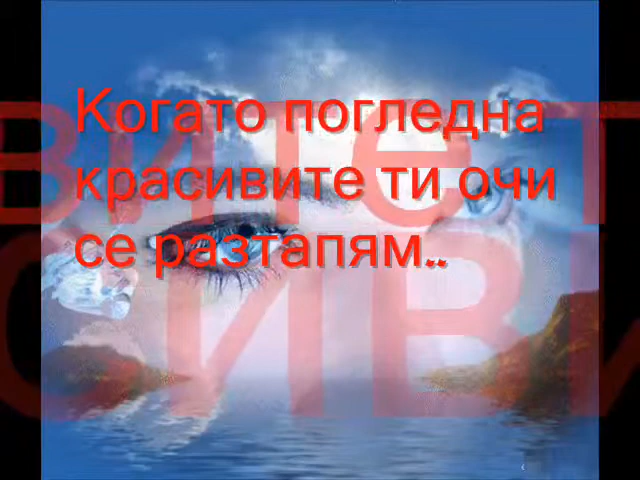 Когато погледна
красивите ти очи
се разтапям..